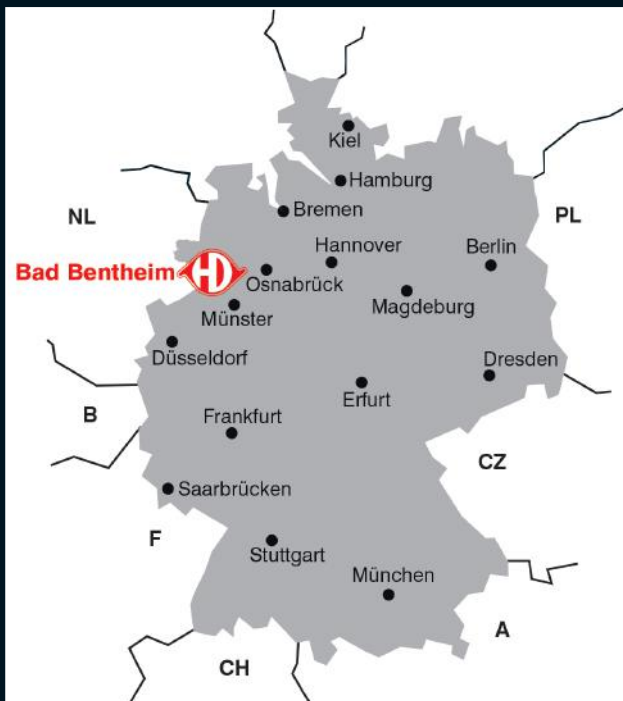 Kiel
Hamburg
NL
Bremen
PL
Hannover
Berlin
Bad Bentheim HD
Osnabrück
Magdeburg
Münster
Düsseldorf
Dresden
Erfurt
B
Frankfurt
CZ
Saarbrücken
F
Stuttgart
München
A
CH